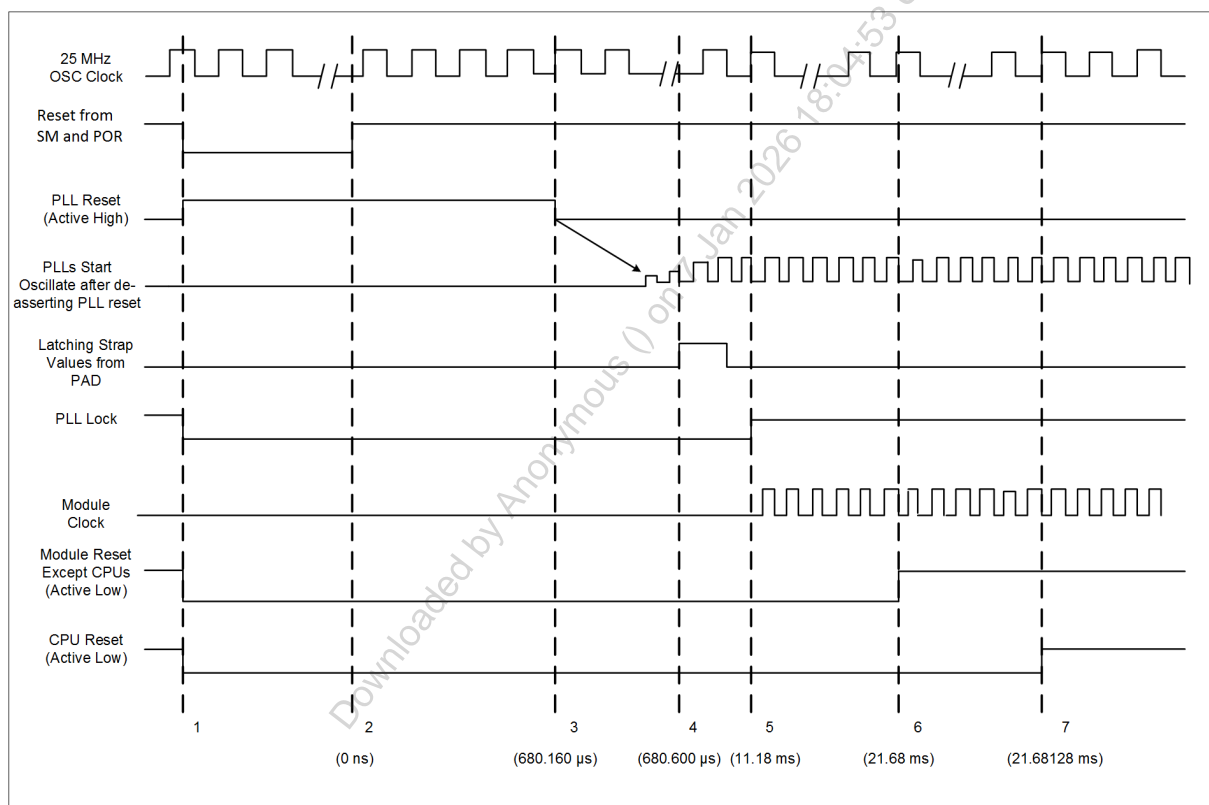 25 MHz
OSC Clock
Reset from
SM and POR
PLL Reset
(Active High)
PLLs Start
Oscillate after de-
asserting PLL reset
Latching Strap
Values from
PAD
PLL Lock
Module
Clock
Module Reset
Except CPUs
(Active Low)
CPU Reset
(Active Low)
1 2 3 4 5 6 7
(0 ns) (680.160 µs) (680.600 µs) (11.18 ms) (21.68 ms) (21.68128 ms)
Downloaded by Anonymous () on 7 Jan 2026 18:04:53